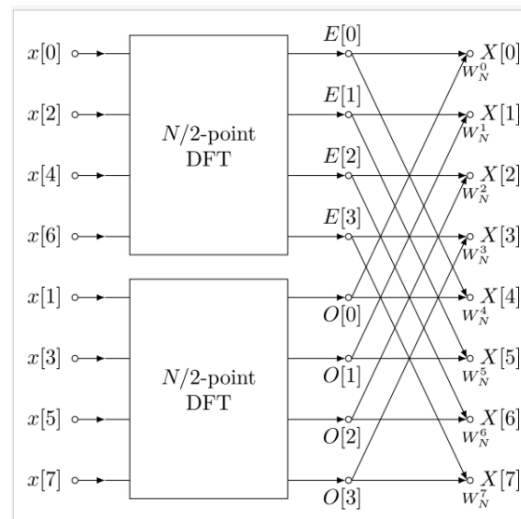 x[0] E[0] X[0]
W_N^0
x[2] E[1] X[1]
W_N^1
N/2-point
DFT
x[4] E[2] X[2]
W_N^2
x[6] E[3] X[3]
W_N^3
x[1] O[0] X[4]
W_N^4
x[3] O[1] X[5]
W_N^5
N/2-point
DFT
x[5] O[2] X[6]
W_N^6
x[7] O[3] X[7]
W_N^7